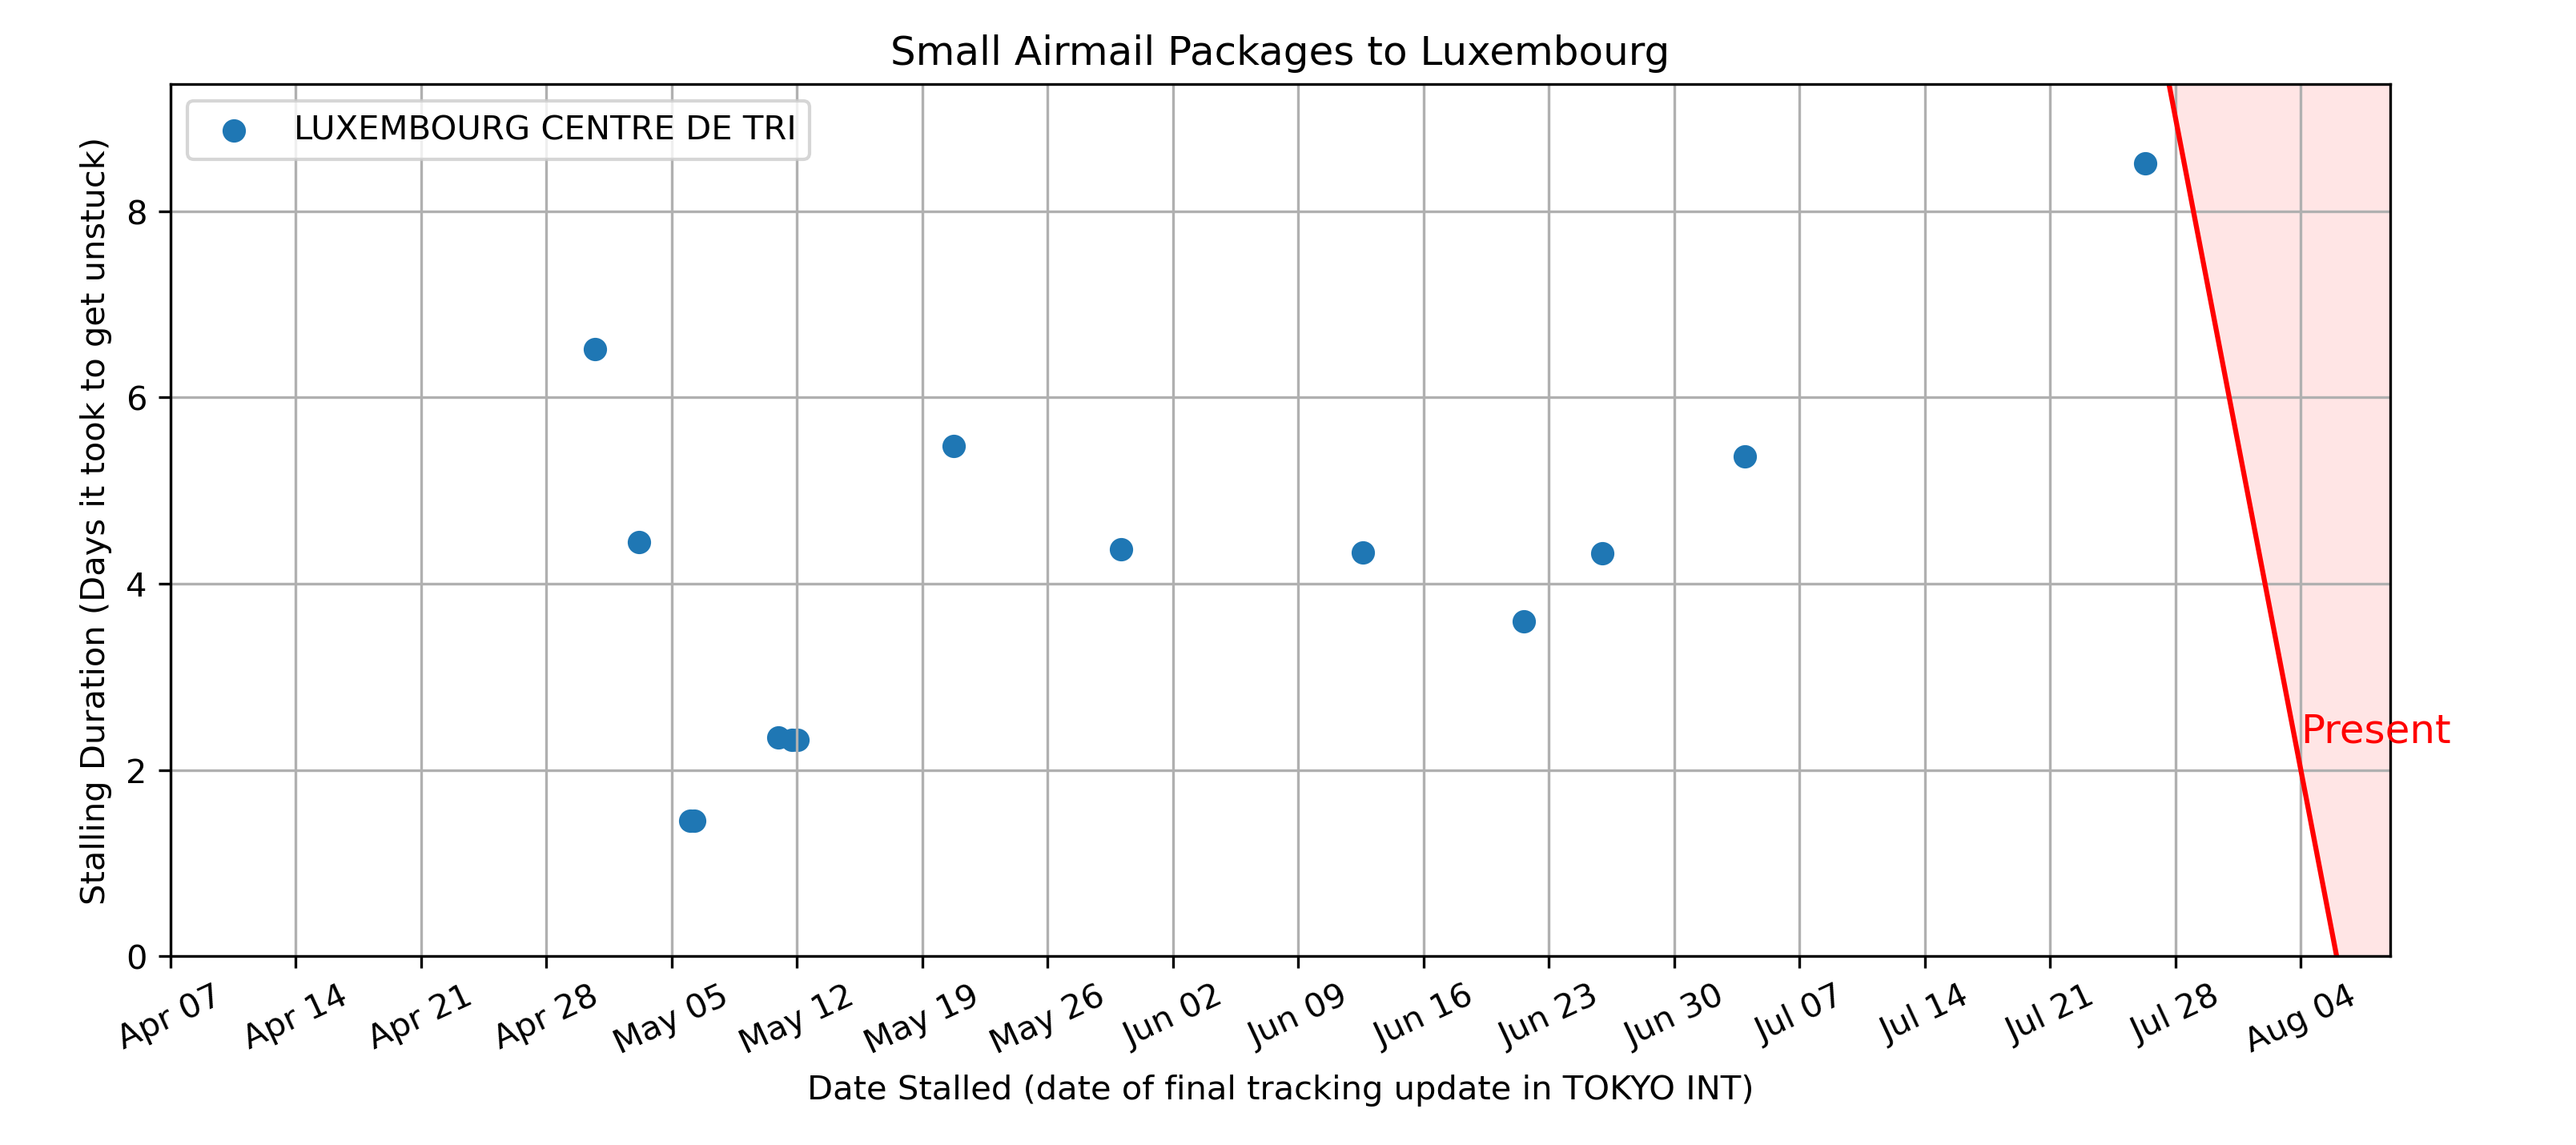 Small Airmail Packages to Luxembourg
LUXEMBOURG CENTRE DE TRI
Stalling Duration (Days it took to get unstuck)
8
6
4
2
0
Present
Apr 07
Apr 14
Apr 21
Apr 28
May 05
May 12
May 19
May 26
Jun 02
Jun 09
Jun 16
Jun 23
Jun 30
Jul 07
Jul 14
Jul 21
Jul 28
Aug 04
Date Stalled (date of final tracking update in TOKYO INT)